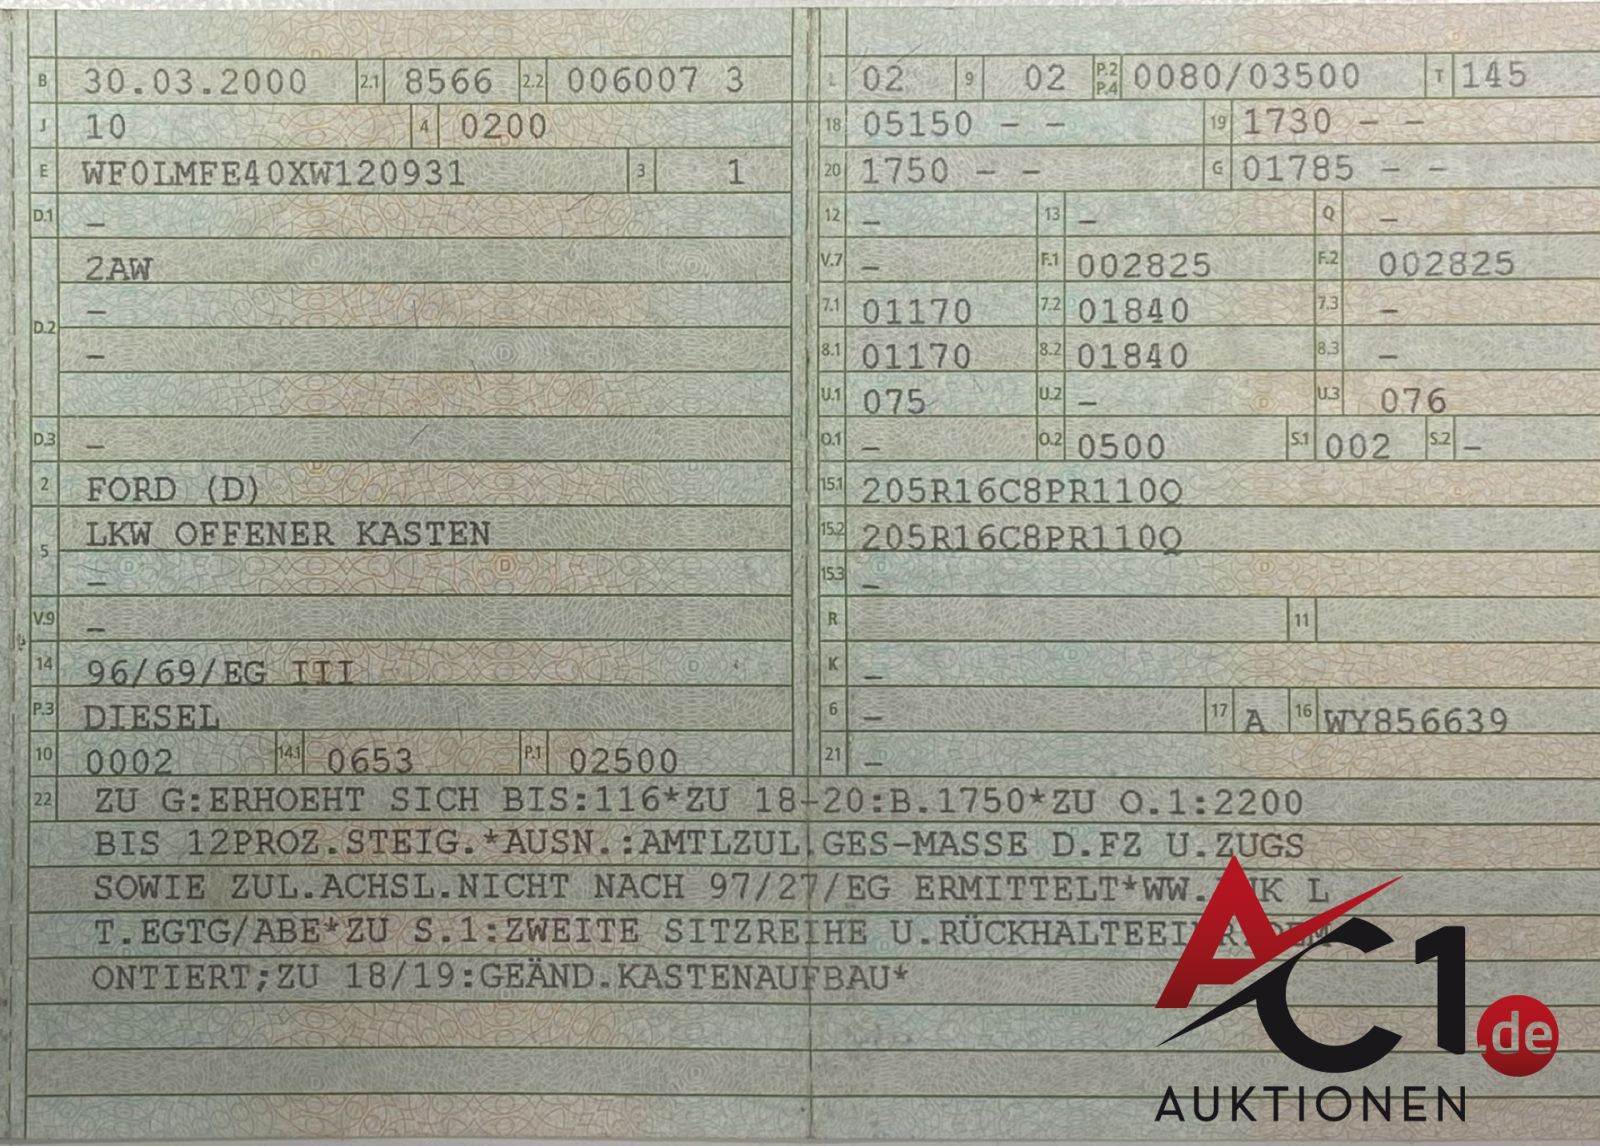 B 30.03.2000 2.1 8566 2.2 006007 3
J 10 4 0200
E WF0LMFE40XW120931 3 1
D.1 –
2AW
D.2 –
–
D.3 –
2 FORD (D)
5 LKW OFFENER KASTEN
–
V.9 –
14 96/69/EG III
P.3 DIESEL
10 0002 14.1 0653 P.1 02500
L 02 9 02 P.2 P.4 0080/03500 T 145
18 05150 – – 19 1730 – –
20 1750 – – G 01785 – –
12 – 13 – Q –
V.7 – F.1 002825 F.2 002825
7.1 01170 7.2 01840 7.3 –
8.1 01170 8.2 01840 8.3 –
U.1 075 U.2 – U.3 076
O.1 – O.2 0500 S.1 002 S.2 –
15.1 205R16C8PR110Q
15.2 205R16C8PR110Q
15.3 –
R 11
K –
6 – 17 A 16 WY856639
21 –
22 ZU G:ERHOEHT SICH BIS:116*ZU 18-20:B.1750*ZU O.1:2200
BIS 12PROZ.STEIG.*AUSN.:AMTLZUL.GES-MASSE D.FZ U.ZUGS
SOWIE ZUL.ACHSL.NICHT NACH 97/27/EG ERMITTELT*WW. L
T.EGTG/ABE*ZU S.1:ZWEITE SITZREIHE U.RÜCKHALTEEINR.DEM
ONTIERT;ZU 18/19:GEÄND.KASTENAUFBAU*
AC1.de
AUKTIONEN